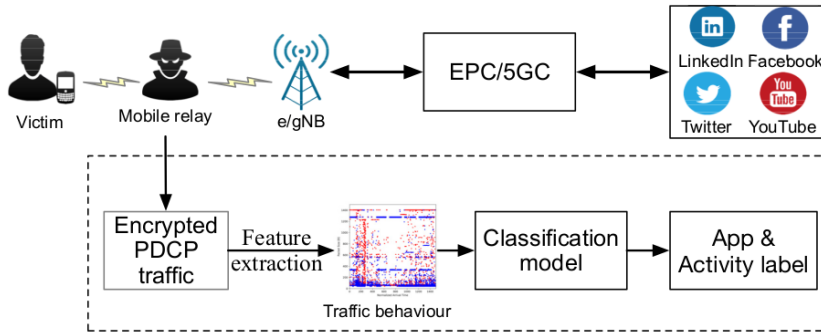 in
f
LinkedIn Facebook
You
Tube
Twitter YouTube
EPC/5GC
Victim
Mobile relay
e/gNB
Encrypted
PDCP
traffic
Feature
extraction
Traffic behaviour
Classification
model
App &
Activity label